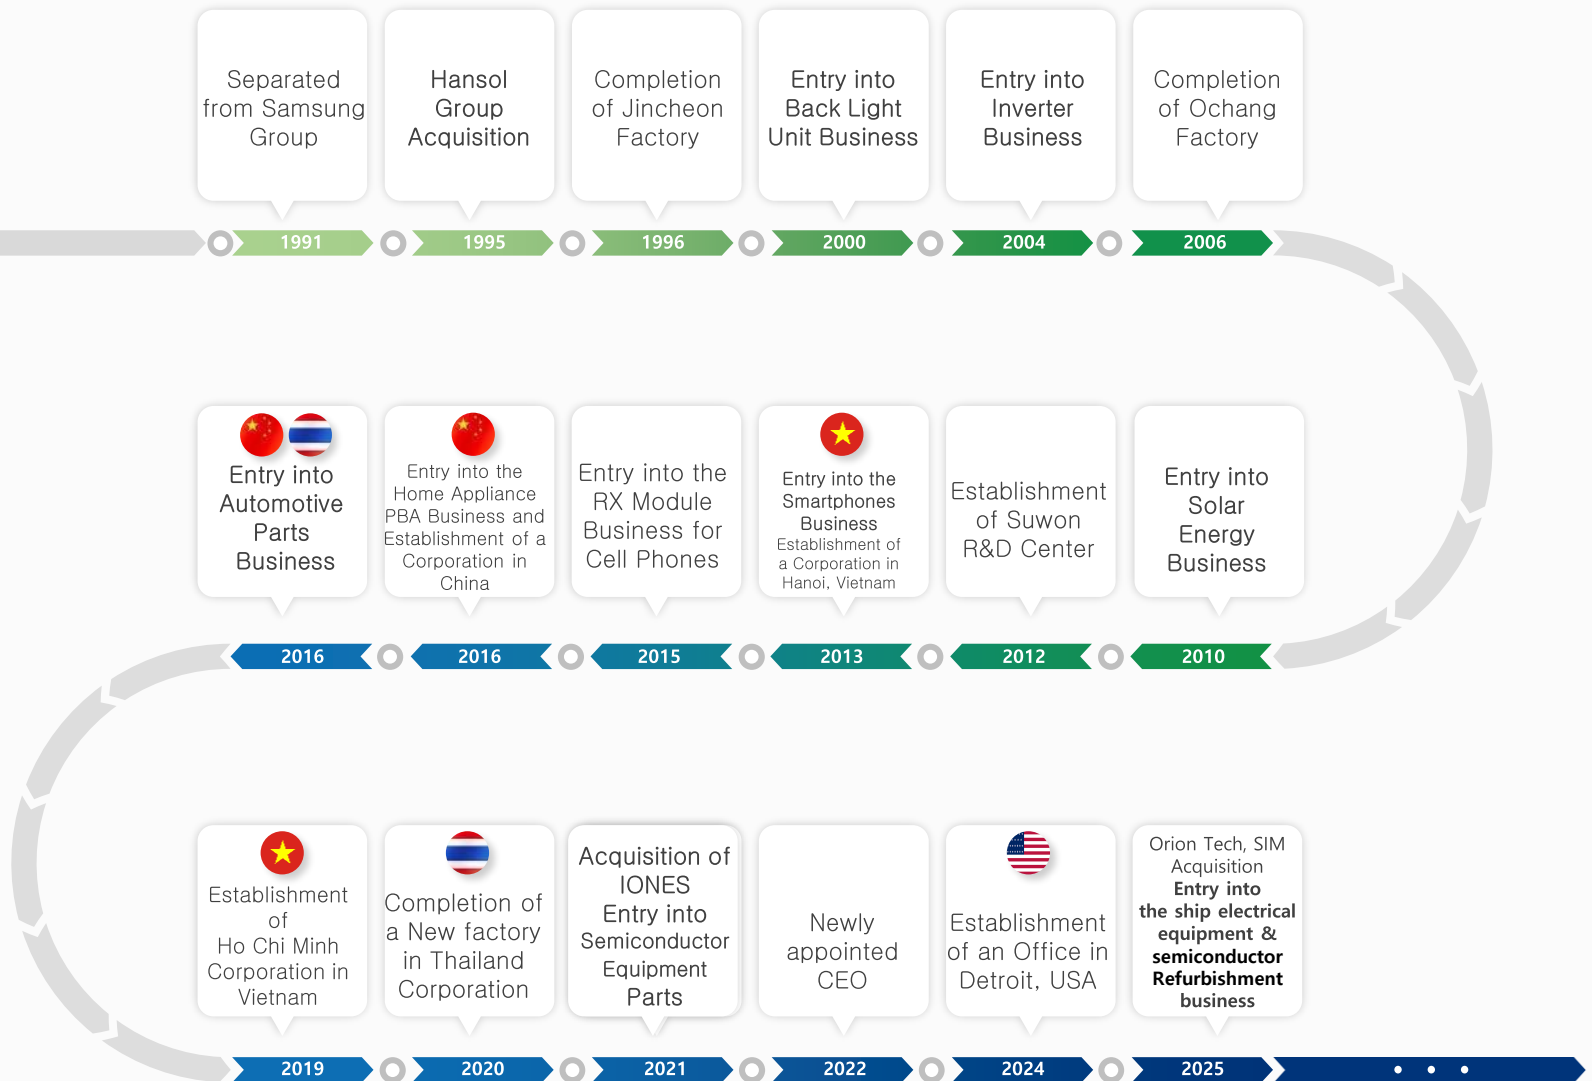 Separated
from Samsung
Group
Hansol
Group
Acquisition
Completion
of Jincheon
Factory
Entry into
Back Light
Unit Business
Entry into
Inverter
Business
Completion
of Ochang
Factory
1991
1995
1996
2000
2004
2006
Entry into
Automotive
Parts
Business
Entry into the
Home Appliance
PBA Business and
Establishment of a
Corporation in
China
Entry into the
RX Module
Business for
Cell Phones
Entry into the
Smartphones
Business
Establishment of
a Corporation in
Hanoi, Vietnam
Establishment
of Suwon
R&D Center
Entry into
Solar
Energy
Business
2016
2016
2015
2013
2012
2010
Establishment
of
Ho Chi Minh
Corporation in
Vietnam
Completion of
a New factory
in Thailand
Corporation
Acquisition of
IONES
Entry into
Semiconductor
Equipment
Parts
Newly
appointed
CEO
Establishment
of an Office in
Detroit, USA
Orion Tech, SIM
Acquisition
Entry into
the ship electrical
equipment &
semiconductor
Refurbishment
business
2019
2020
2021
2022
2024
2025